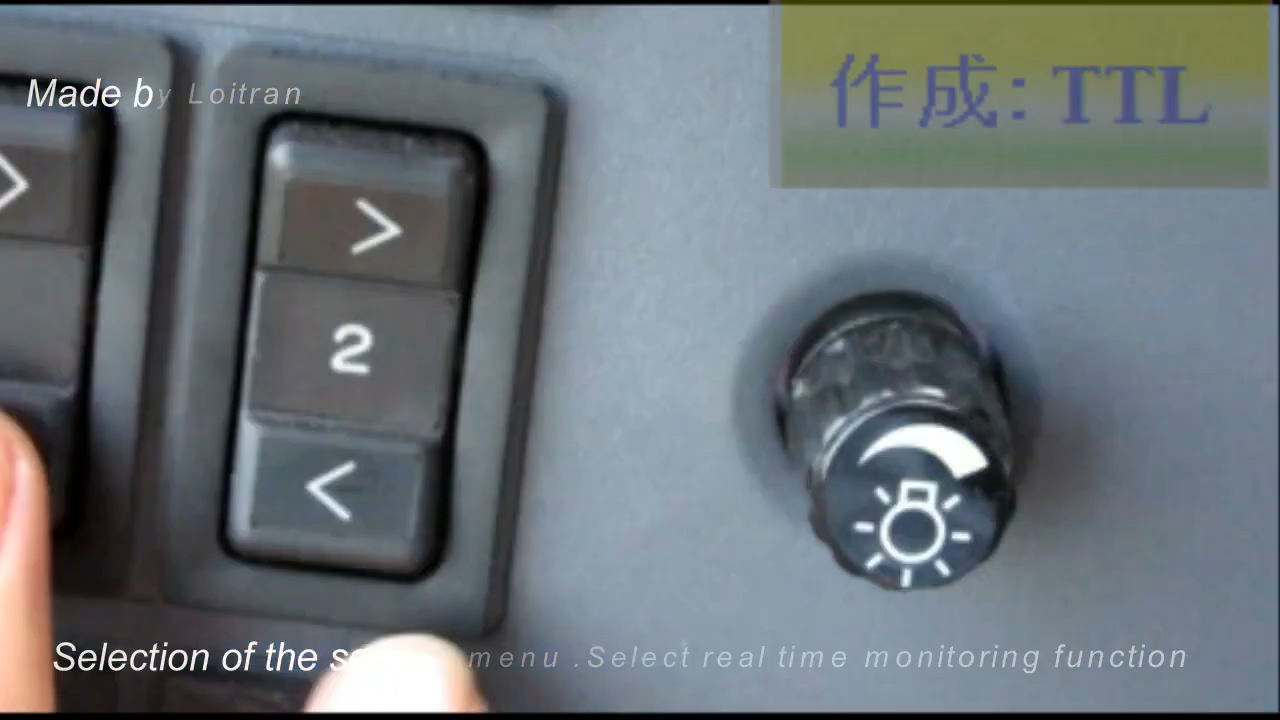 Made by Loitran
作成: TTL
>
2
<
Selection of the menu .Select real time monitoring function